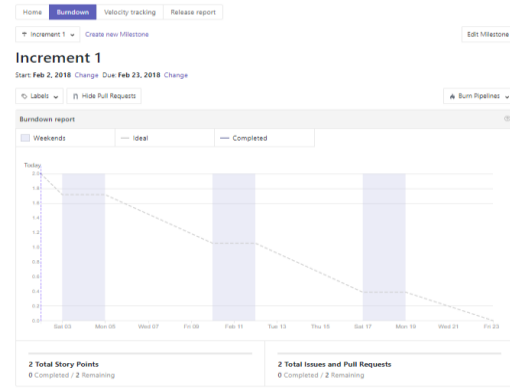 Home Burndown Velocity tracking Release report
Increment 1 Create new Milestone Edit Milestone
Increment 1
Start: Feb 2, 2018 Change Due: Feb 23, 2018 Change
Labels Hide Pull Requests Burn Pipelines
Burndown report
Weekends Ideal Completed
Today
2.0
1.8
1.6
1.4
1.2
1.0
0.8
0.6
0.4
0.2
0.0
Sat 03 Mon 05 Wed 07 Fri 09 Feb 11 Tue 13 Thu 15 Sat 17 Mon 19 Wed 21 Fri 23
2 Total Story Points 2 Total Issues and Pull Requests
0 Completed / 2 Remaining 0 Completed / 2 Remaining